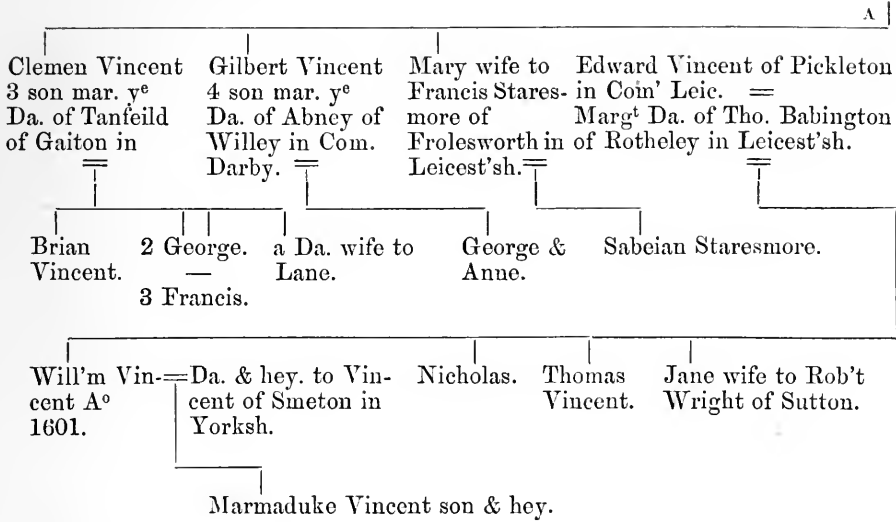 A
Clemen Vincent
3 son mar. yᵉ
Da. of Tanfeild
of Gaiton in
Gilbert Vincent
4 son mar. yᵉ
Da. of Abney of
Willey in Com.
Darby.
Mary wife to
Francis Stares-
more of
Frolesworth in
Leicest'sh.
Edward Vincent of Pickleton
in Com' Leic. =
Margᵗ Da. of Tho. Babington
of Rotheley in Leicest'sh.
Brian
Vincent.
2 George.
—
3 Francis.
a Da. wife to
Lane.
George &
Anne.
Sabeian Staresmore.
Will'm Vin-
cent Aº
1601.
=Da. & hey. to Vin-
cent of Smeton in
Yorksh.
Nicholas.
Thomas
Vincent.
Jane wife to Rob't
Wright of Sutton.
Marmaduke Vincent son & hey.